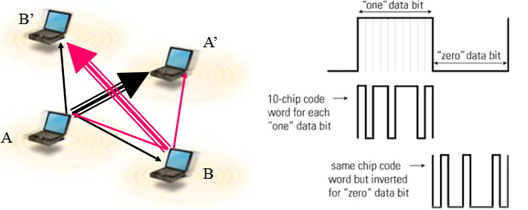 B’
A’
A
B
"one" data bit
"zero" data bit
10-chip code
word for each
"one" data bit
same chip code
word but inverted
for "zero" data bit